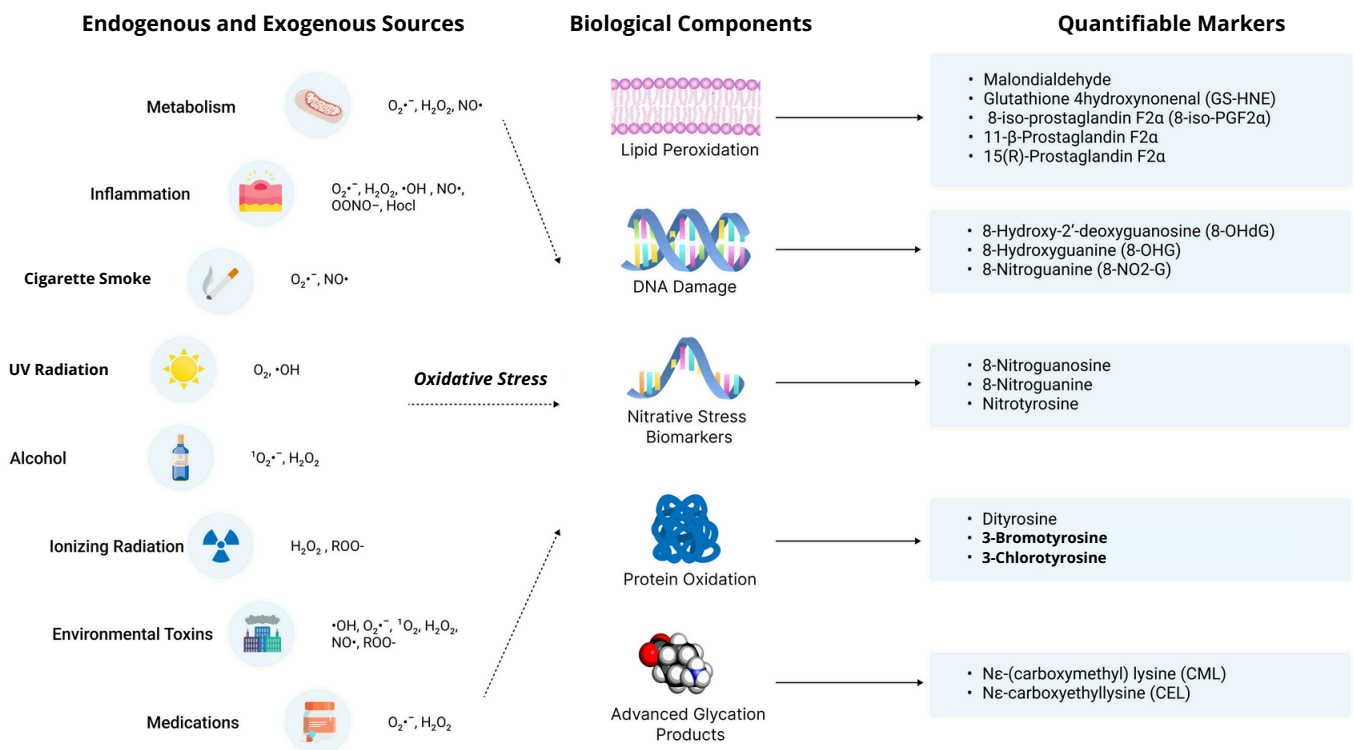 Endogenous and Exogenous Sources
Metabolism
O₂•⁻, H₂O₂, NO•
Inflammation
O₂•⁻, H₂O₂, •OH , NO•,
OONO−, Hocl
Cigarette Smoke
O₂•⁻, NO•
UV Radiation
O₂, •OH
Alcohol
¹O₂•⁻, H₂O₂
Ionizing Radiation
H₂O₂ , ROO-
Environmental Toxins
•OH, O₂•⁻, ¹O₂, H₂O₂,
NO•, ROO-
Medications
O₂•⁻, H₂O₂
Oxidative Stress
Biological Components
Lipid Peroxidation
DNA Damage
Nitrative Stress
Biomarkers
Protein Oxidation
Advanced Glycation
Products
Quantifiable Markers
• Malondialdehyde
• Glutathione 4hydroxynonenal (GS-HNE)
• 8-iso-prostaglandin F2α (8-iso-PGF2α)
• 11-β-Prostaglandin F2α
• 15(R)-Prostaglandin F2α
• 8-Hydroxy-2’-deoxyguanosine (8-OHdG)
• 8-Hydroxyguanine (8-OHG)
• 8-Nitroguanine (8-NO2-G)
• 8-Nitroguanosine
• 8-Nitroguanine
• Nitrotyrosine
• Dityrosine
• 3-Bromotyrosine
• 3-Chlorotyrosine
• Nε-(carboxymethyl) lysine (CML)
• Nε-carboxyethyllysine (CEL)